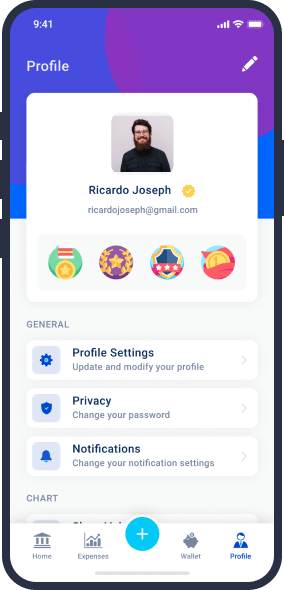 9:41
Profile
Ricardo Joseph
ricardojoseph@gmail.com
GENERAL
Profile Settings
Update and modify your profile
Privacy
Change your password
Notifications
Change your notification settings
CHART
Home
Expenses
Wallet
Profile